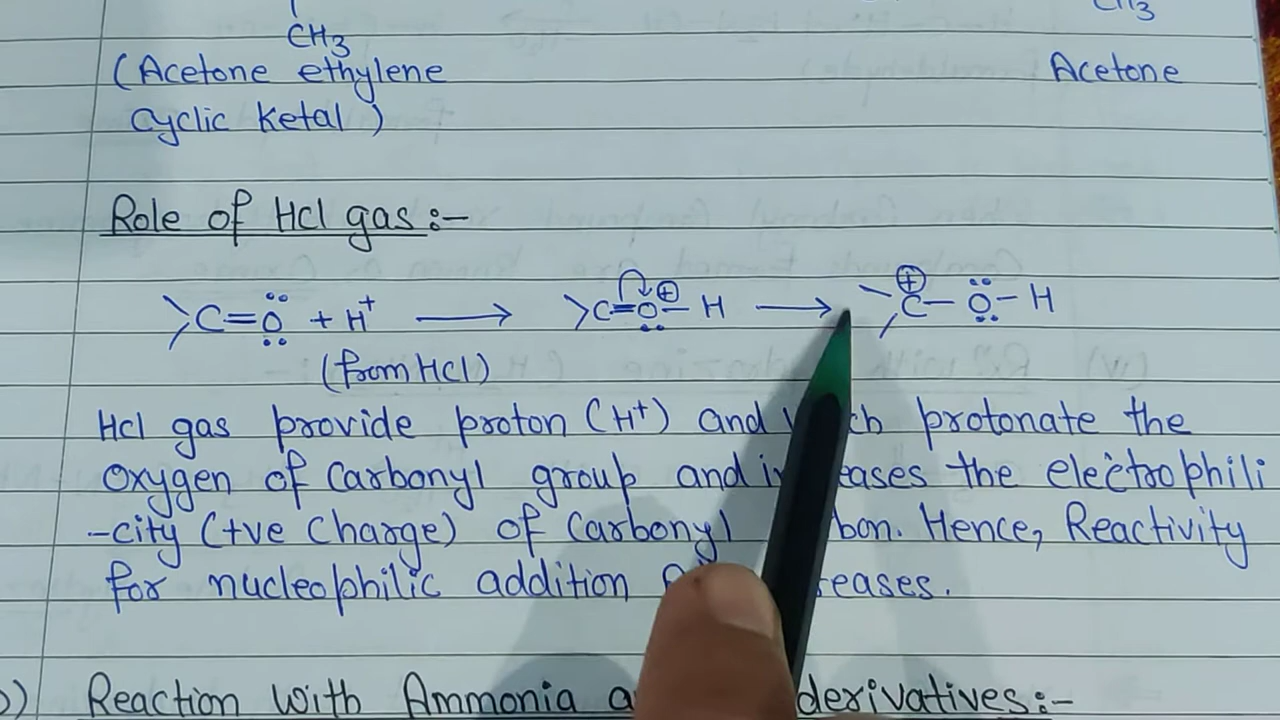 CH3
(Acetone ethylene
cyclic ketal)
CH3
Acetone
Role of HCl gas :-
>C=O + H+ ⟶ >C=O⊕–H ⟶ >C⊕–O–H
(from HCl)
HCl gas provide proton (H+) and protonate the
oxygen of Carbonyl group and the electrophili
-city (+ve Charge) of Carbonyl Hence, Reactivity
for nucleophilic addition
Reaction With Ammonia derivatives :-